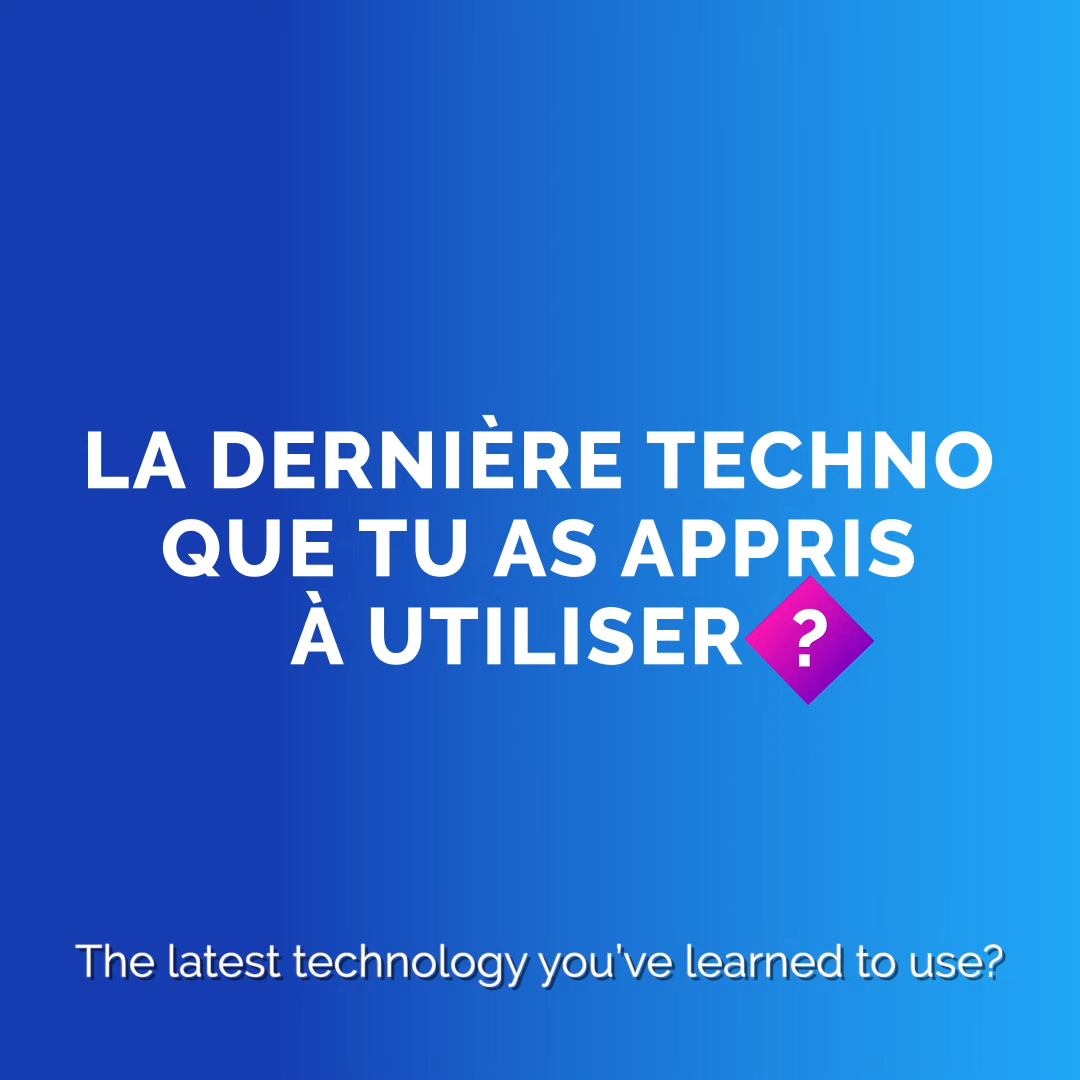 LA DERNIÈRE TECHNO
QUE TU AS APPRIS
À UTILISER ?
The latest technology you've learned to use?